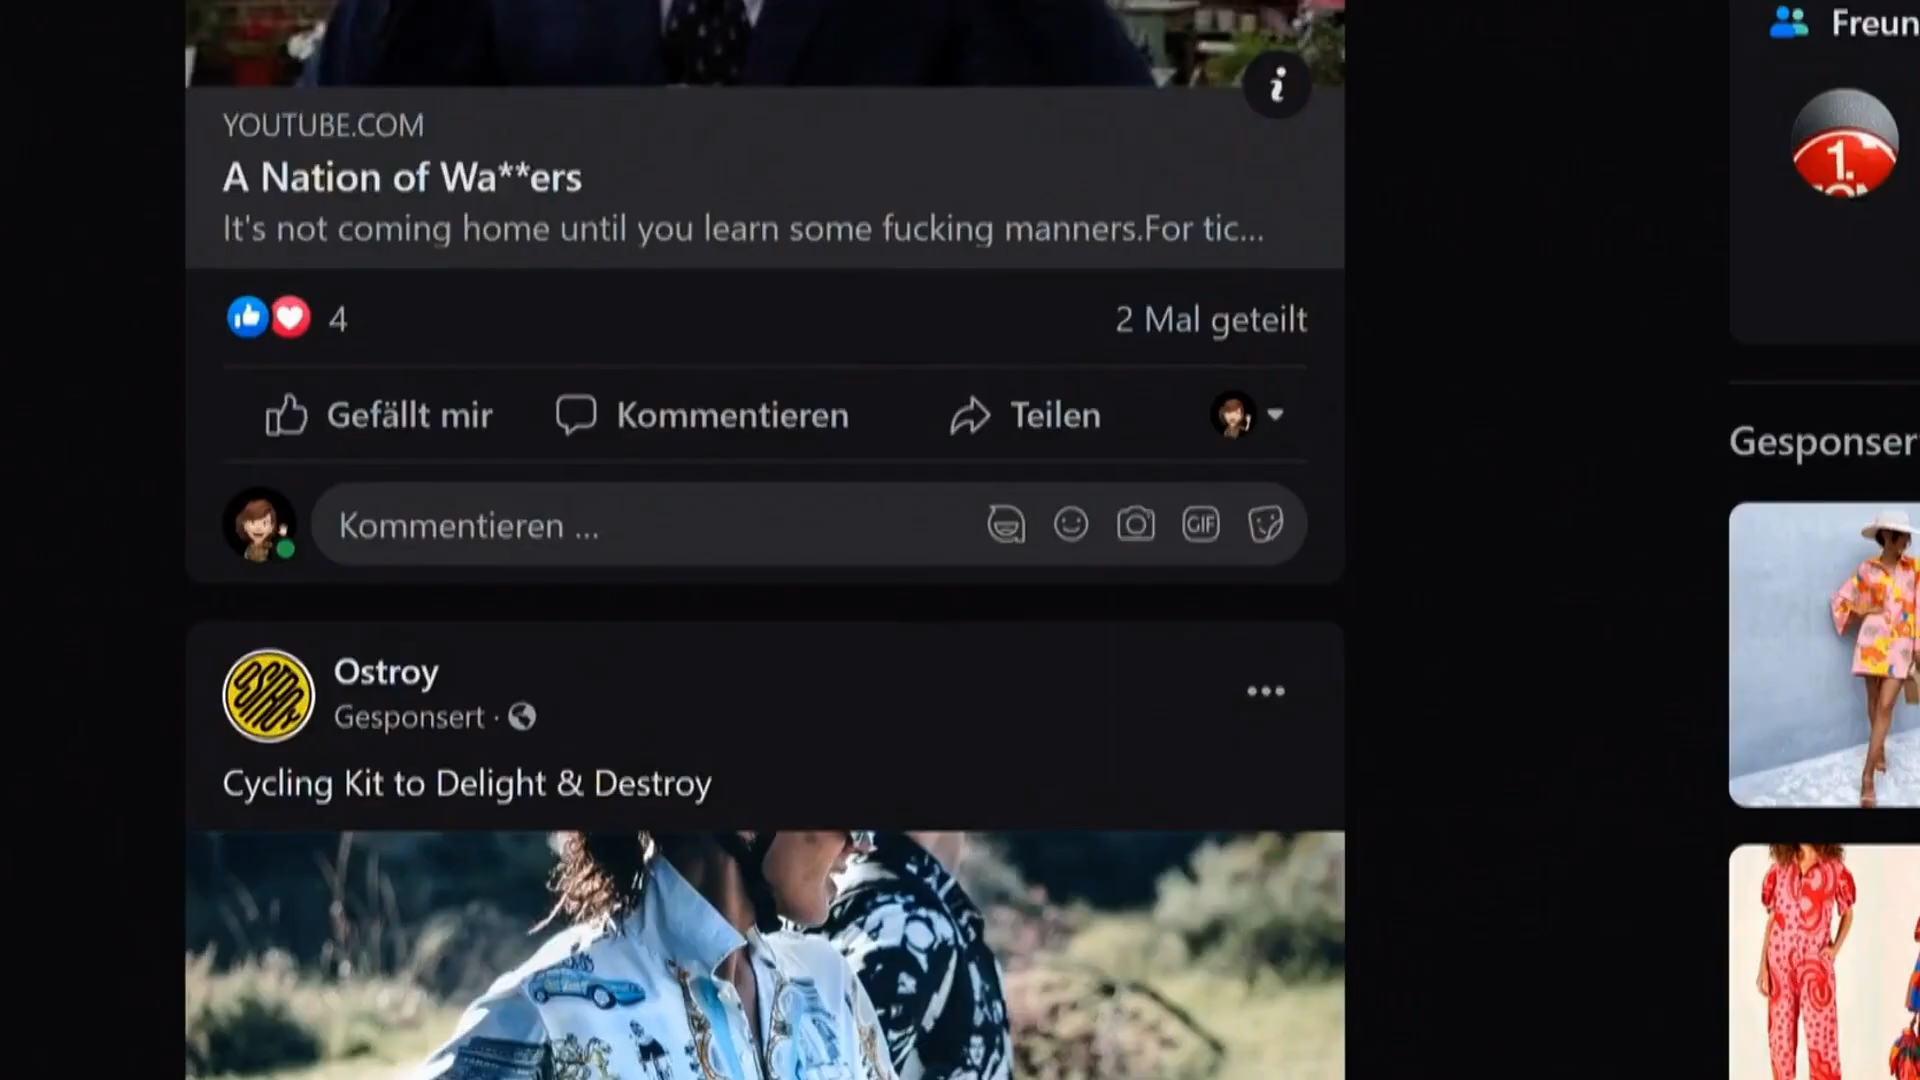 Freun
YOUTUBE.COM
A Nation of Wa**ers
It's not coming home until you learn some fucking manners.For tic...
4
2 Mal geteilt
Gefällt mir
Kommentieren
Teilen
Kommentieren ...
GIF
Gesponser
Ostroy
OSTROY
Gesponsert ·
Cycling Kit to Delight & Destroy
1.